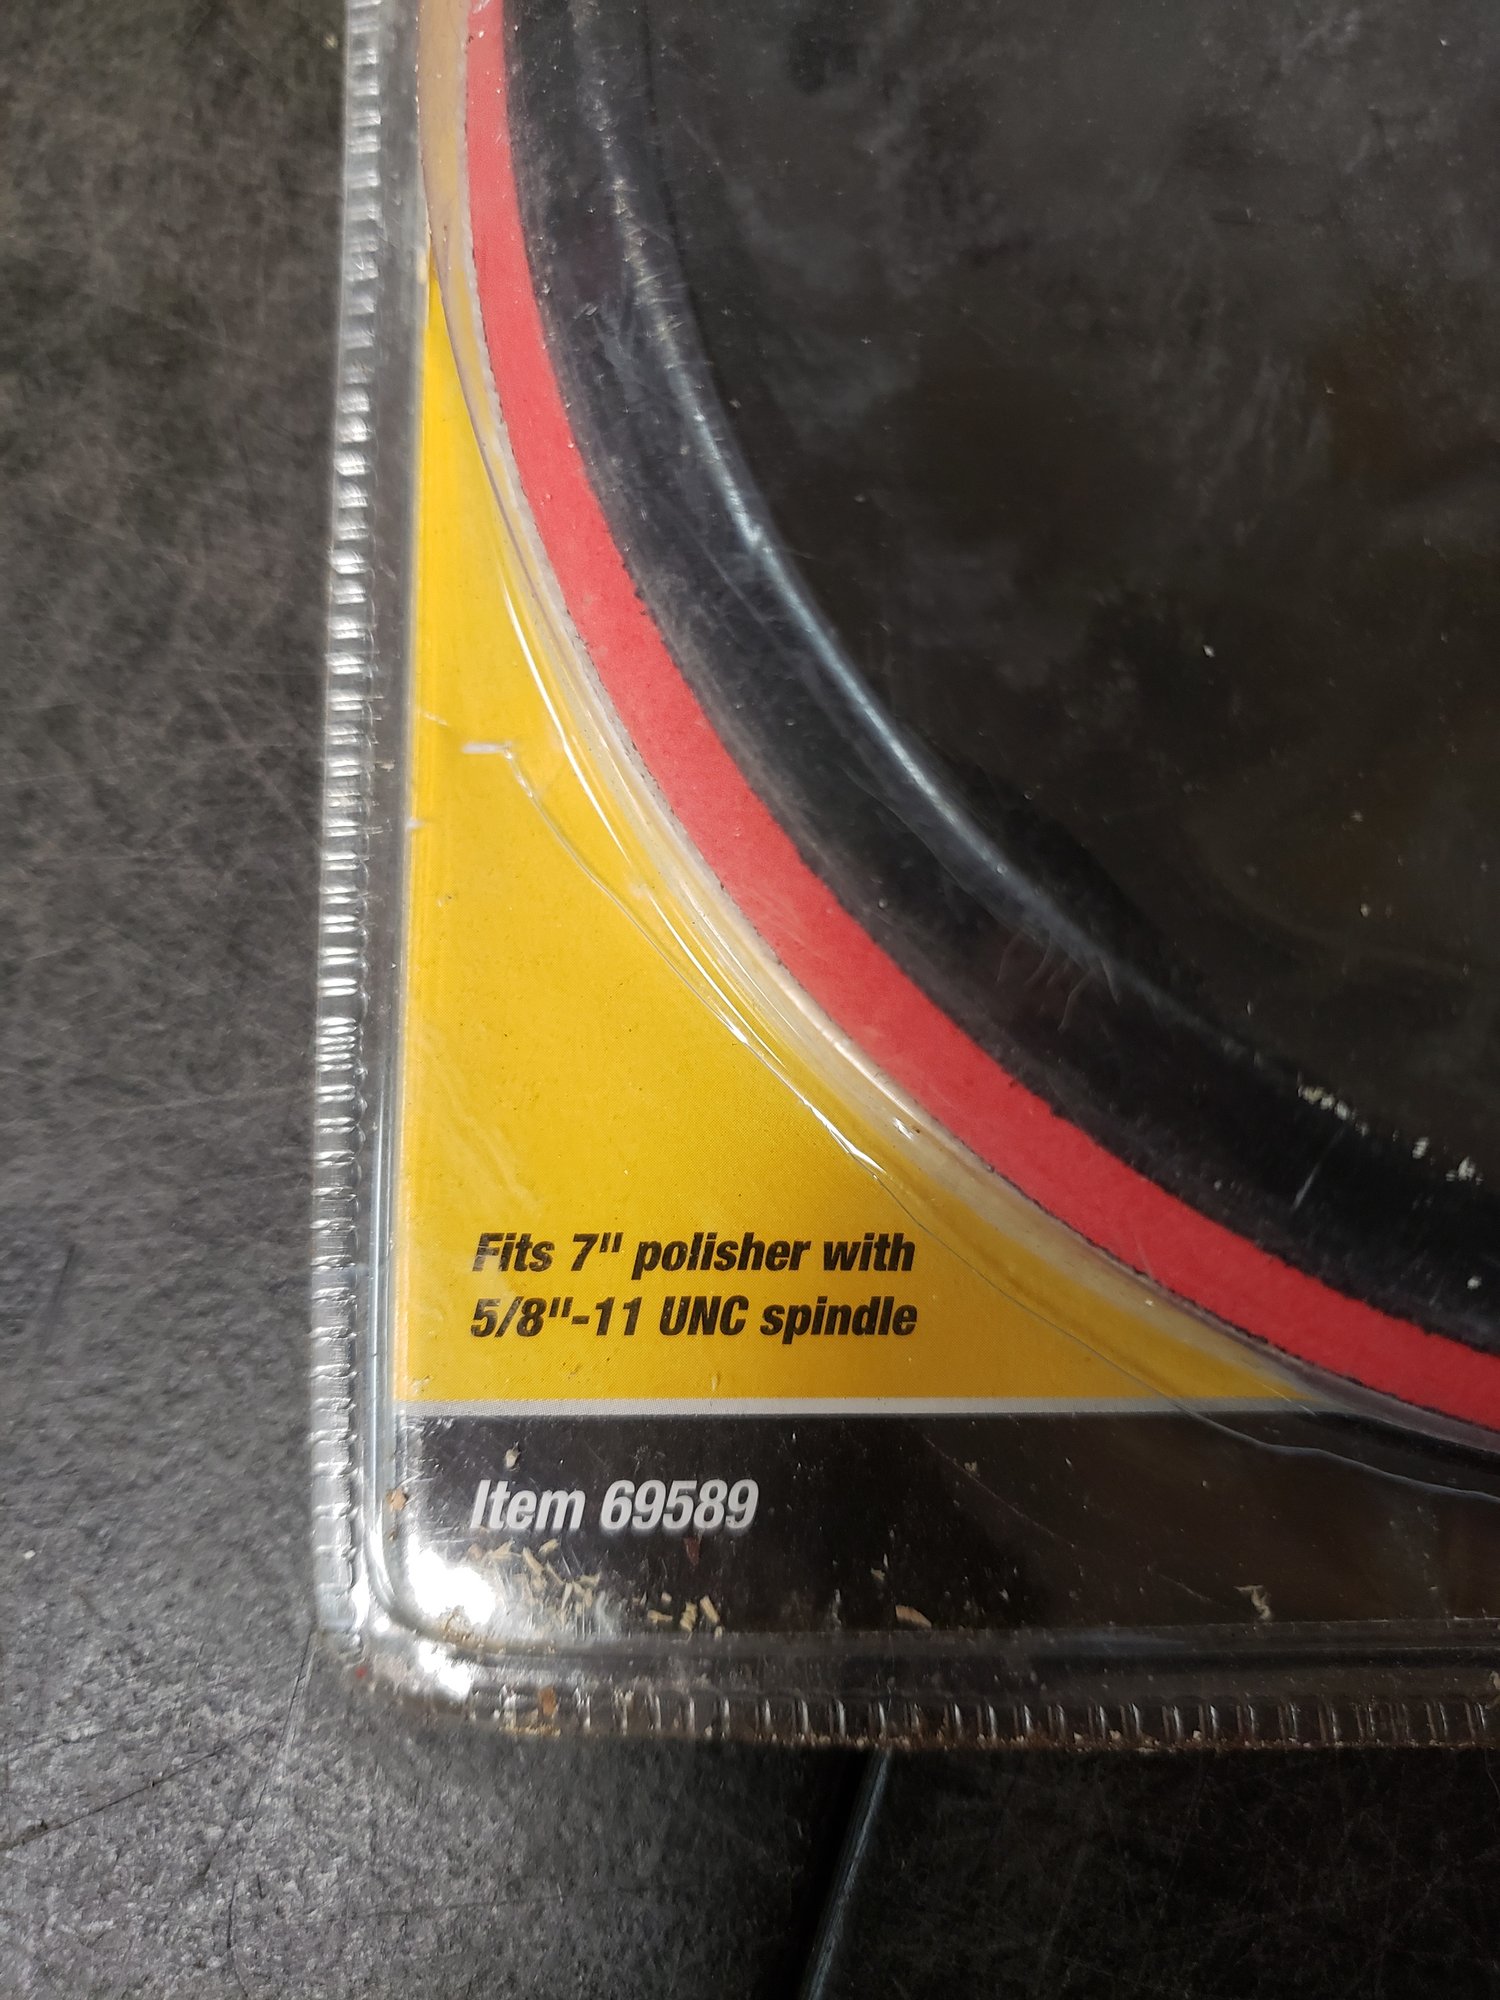 Fits 7" polisher with
5/8"-11 UNC spindle
Item 69589